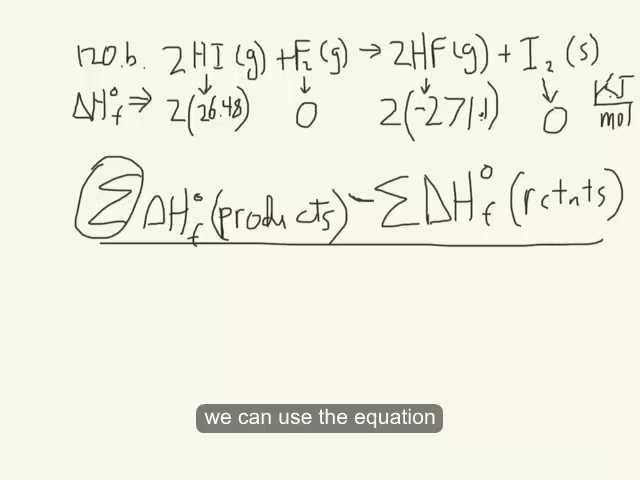 120.b. 2HI(g) + F₂(g) → 2HF(g) + I₂(s)
ΔH°f ⇒ 2(26.48) 0 2(-271.1) 0 KJ/mol
Σ ΔH°f (products) - Σ ΔH°f (rctnts)
we can use the equation